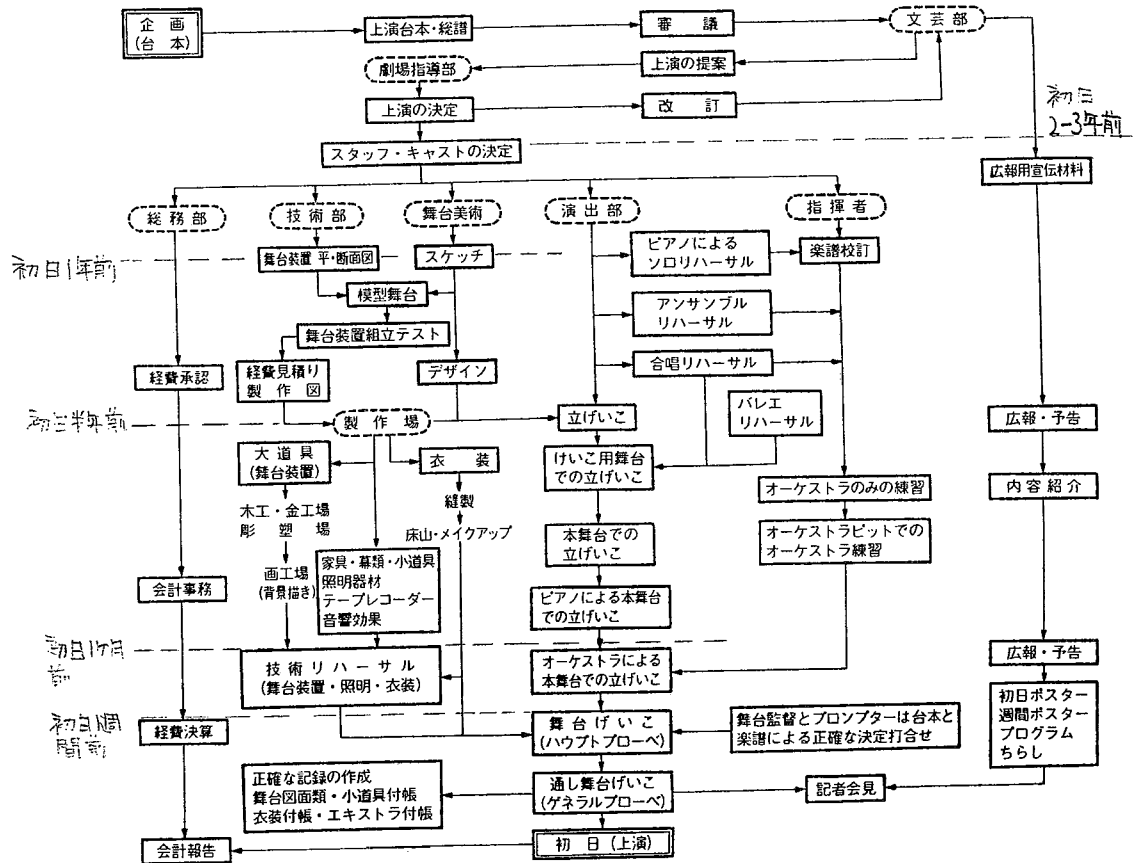 企画
(台本)
上演台本・総譜
審議
文芸部
劇場指導部
上演の提案
上演の決定
改訂
初日
2-3年前
スタッフ・キャストの決定
広報用宣伝材料
総務部
技術部
舞台美術
演出部
指揮者
初日1年前
舞台装置 平・断面図
スケッチ
ピアノによる
ソロリハーサル
楽譜校訂
模型舞台
アンサンブル
リハーサル
舞台装置組立テスト
経費承認
経費見積り
製作図
デザイン
合唱リハーサル
初日半年前
製作場
立げいこ
バレエ
リハーサル
広報・予告
大道具
(舞台装置)
衣装
けいこ用舞台
での立げいこ
オーケストラのみの練習
内容紹介
木工・金工場
彫塑場
縫製
床山・メイクアップ
本舞台での
立げいこ
オーケストラピットでの
オーケストラ練習
会計事務
画工場
(背景描き)
家具・幕類・小道具
照明器材
テープレコーダー
音響効果
ピアノによる本舞台
での立げいこ
初日1ヶ月
前
技術リハーサル
(舞台装置・照明・衣装)
オーケストラによる
本舞台での立げいこ
広報・予告
初日1週
間前
経費決算
舞台げいこ
(ハウプトプローベ)
舞台監督とプロンプターは台本と
楽譜による正確な決定打合せ
初日ポスター
週間ポスター
プログラム
ちらし
正確な記録の作成
舞台図面類・小道具付帳
衣装付帳・エキストラ付帳
通し舞台げいこ
(ゲネラルプローベ)
記者会見
会計報告
初日(上演)